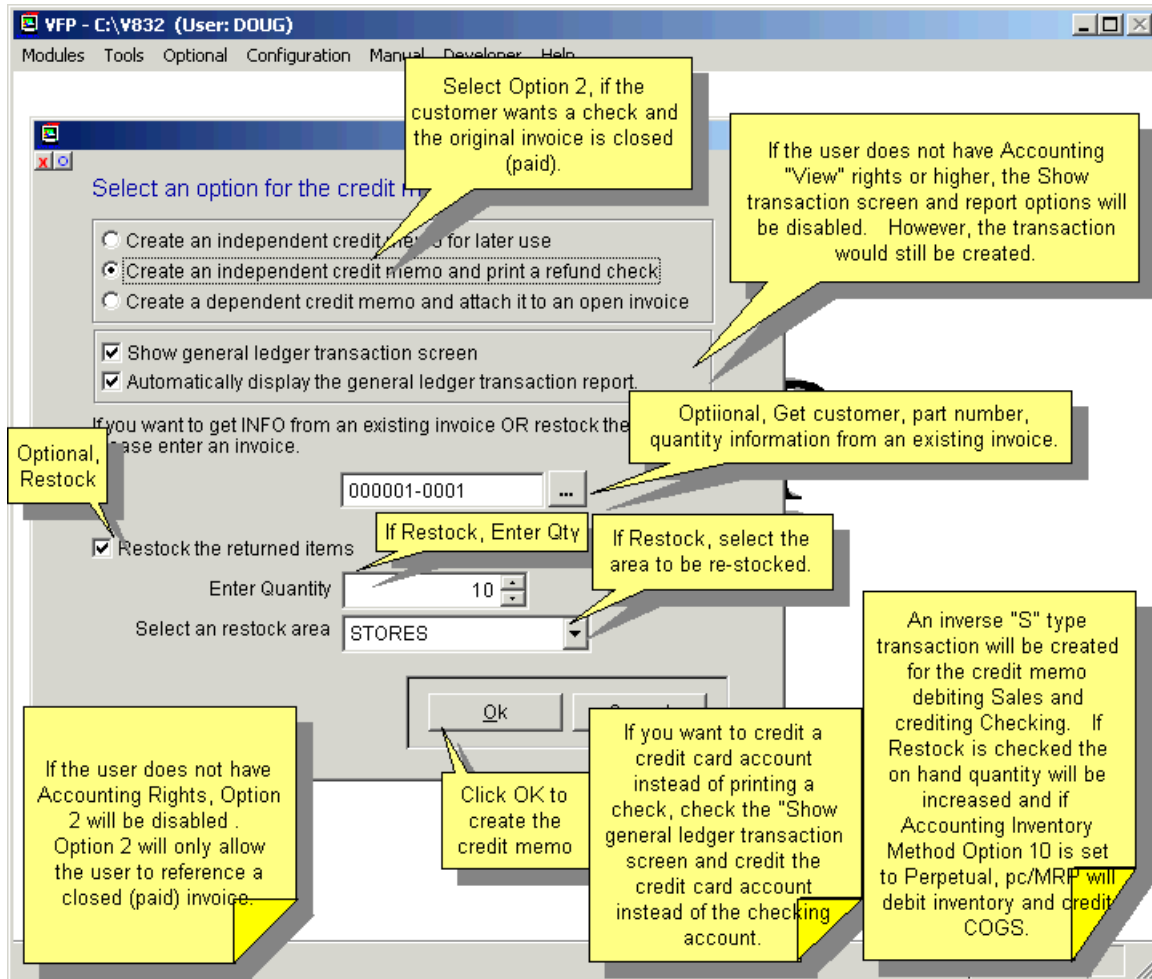 VFP - C:\V832 (User: DOUG)
Modules Tools Optional Configuration Manual Developer Help
Select Option 2, if the
customer wants a check and
the original invoice is closed
(paid).
If the user does not have Accounting
"View" rights or higher, the Show
transaction screen and report options will
be disabled. However, the transaction
would still be created.
Select an option for the credit
Create an independent credit memo for later use
Create an independent credit memo and print a refund check
Create a dependent credit memo and attach it to an open invoice
Show general ledger transaction screen
Automatically display the general ledger transaction report.
If you want to get INFO from an existing invoice OR restock the
ase enter an invoice.
Optiional, Get customer, part number,
quantity information from an existing invoice.
Optional,
Restock
000001-0001 ...
Restock the returned items
If Restock, Enter Qty
If Restock, select the
area to be re-stocked.
Enter Quantity 10
Select an restock area STORES
Ok
If the user does not have
Accounting Rights, Option
2 will be disabled .
Option 2 will only allow
the user to reference a
closed (paid) invoice.
Click OK to
create the
credit memo
If you want to credit a
credit card account
instead of printing a
check, check the "Show
general ledger transaction
screen and credit the
credit card account
instead of the checking
account.
An inverse "S" type
transaction will be created
for the credit memo
debiting Sales and
crediting Checking. If
Restock is checked the
on hand quantity will be
increased and if
Accounting Inventory
Method Option 10 is set
to Perpetual, pc/MRP will
debit inventory and credit
COGS.